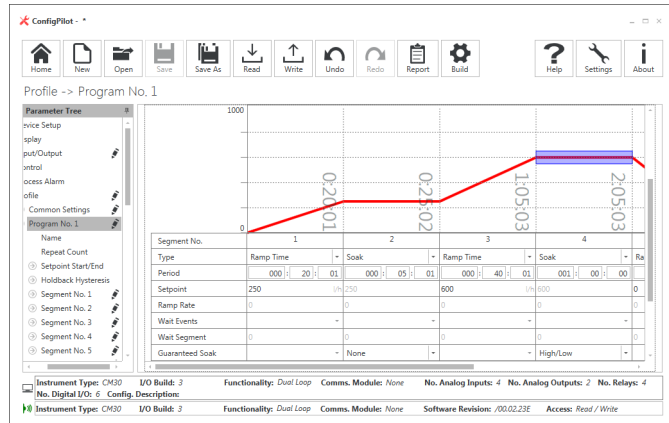 ConfigPilot - *
Home New Open Save Save As Read Write Undo Redo Report Build Help Settings About
Profile -> Program No. 1
Parameter Tree
evice Setup
splay
put/Output
ontrol
ocess Alarm
ofile
Common Settings
Program No. 1
Name
Repeat Count
Setpoint Start/End
Holdback Hysteresis
Segment No. 1
Segment No. 2
Segment No. 3
Segment No. 4
Segment No. 5
1000
0
0:20:01
0:25:02
1:05:03
2:05:03
Segment No. 1 2 3 4
Type Ramp Time Soak Ramp Time Soak Ra
Period 000 : 20 : 01 000 : 05 : 01 000 : 40 : 01 001 : 00 : 00
Setpoint 250 l/h 250 600 l/h 600 0
Ramp Rate 0 0 0 0 0
Wait Events
Wait Segment 0 0 0 0 0
Guaranteed Soak None High/Low
Instrument Type: CM30 I/O Build: 3 Functionality: Dual Loop Comms. Module: None No. Analog Inputs: 4 No. Analog Outputs: 2 No. Relays: 4
No. Digital I/O: 6 Config. Description:
Instrument Type: CM30 I/O Build: 3 Functionality: Dual Loop Comms. Module: None Software Revision: /00.02.23E Access: Read / Write